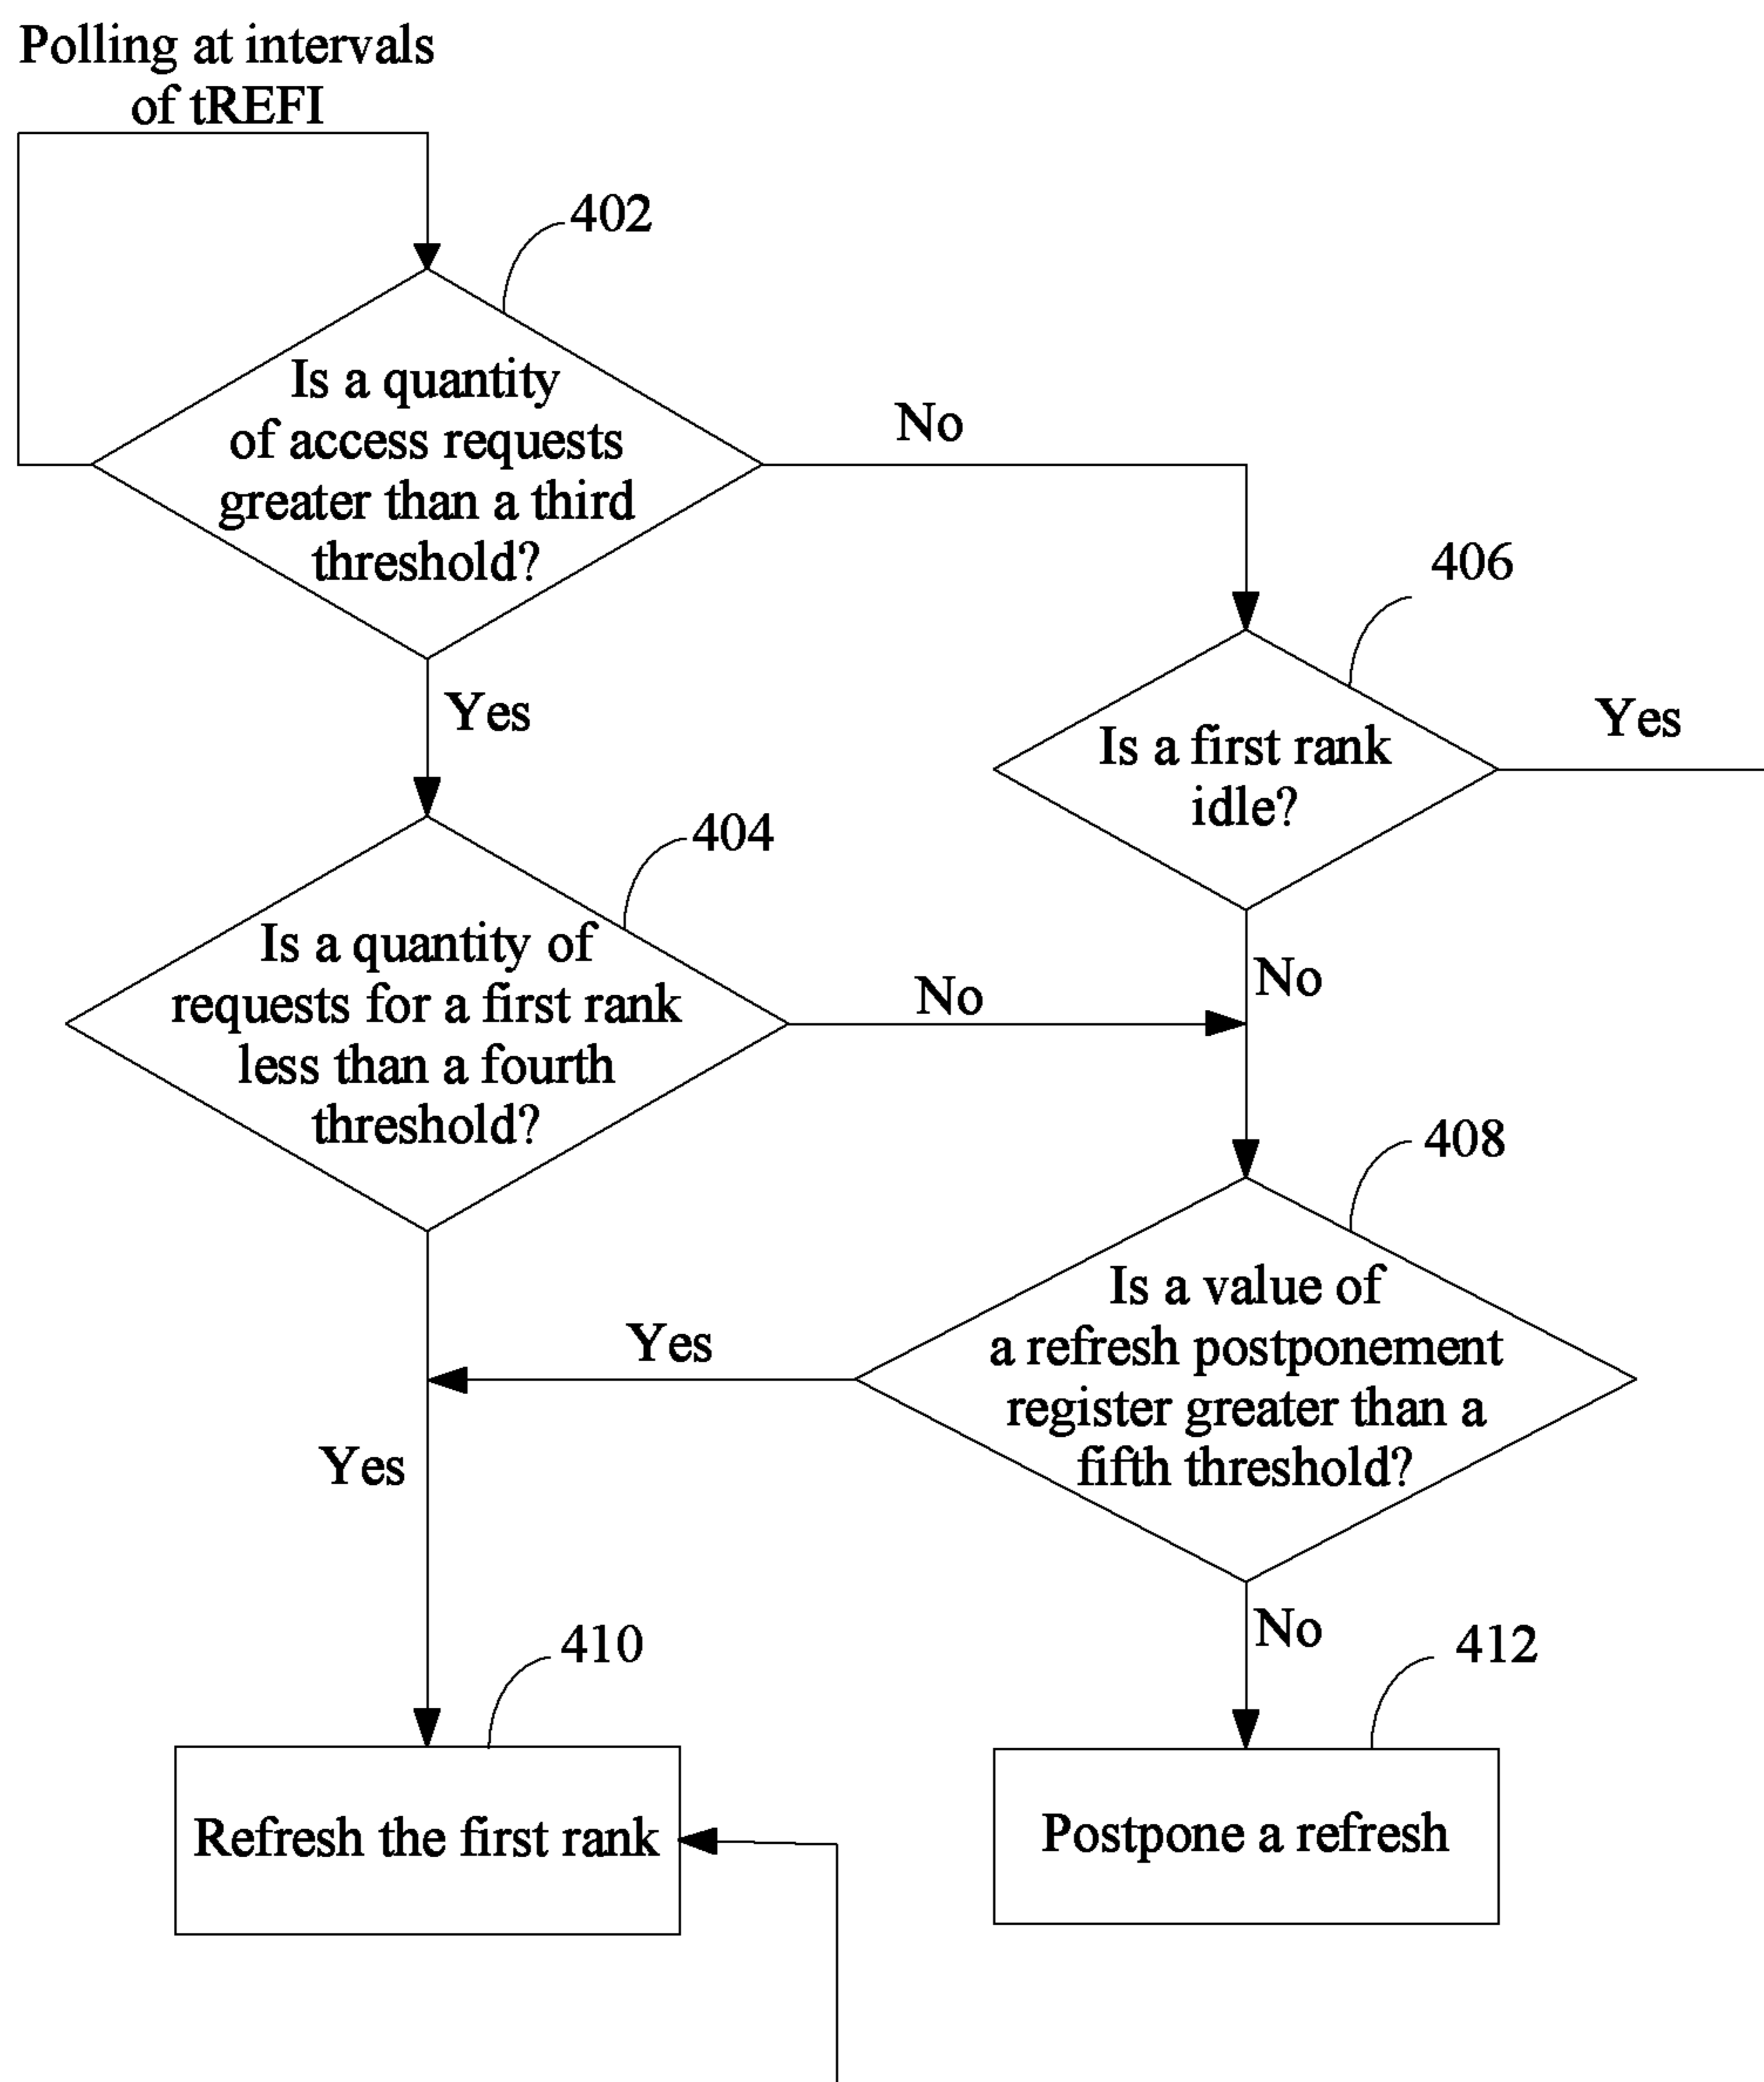 Polling at intervals
of tREFI
402
Is a quantity
of access requests
greater than a third
threshold?
No
406
Yes
Is a first rank
idle?
Yes
404
Is a quantity of
requests for a first rank
less than a fourth
threshold?
No
No
408
Is a value of
a refresh postponement
register greater than a
fifth threshold?
Yes
Yes
No
410
412
Refresh the first rank
Postpone a refresh